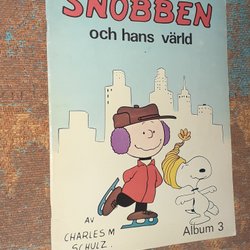 SNOBBEN
och hans värld
AV
CHARLES M
SCHULZ.
Album 3